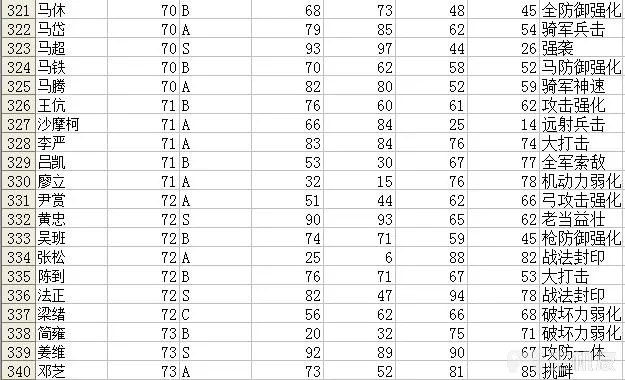 321 马休 70 B 68 73 48 45 全防御强化
322 马岱 70 A 79 85 62 54 骑军兵击
323 马超 70 S 93 97 44 26 强袭
324 马铁 70 B 70 62 58 52 马防御强化
325 马腾 70 A 82 80 52 59 骑军神速
326 王伉 71 B 76 60 61 62 攻击强化
327 沙摩柯 71 A 66 84 25 14 远射兵击
328 李严 71 A 83 84 76 74 大打击
329 吕凯 71 B 53 30 67 77 全军索敌
330 廖立 71 A 32 15 76 78 机动力弱化
331 尹赏 72 A 51 44 62 66 弓攻击强化
332 黄忠 72 S 90 93 65 62 老当益壮
333 吴班 72 B 74 71 59 45 枪防御强化
334 张松 72 A 25 6 88 82 战法封印
335 陈到 72 B 76 71 67 53 大打击
336 法正 72 S 82 47 94 78 战法封印
337 梁绪 72 C 56 62 66 68 破坏力弱化
338 简雍 73 B 20 32 75 71 破坏力弱化
339 姜维 73 S 92 89 90 67 攻防一体
340 邓芝 73 A 73 52 81 85 挑衅